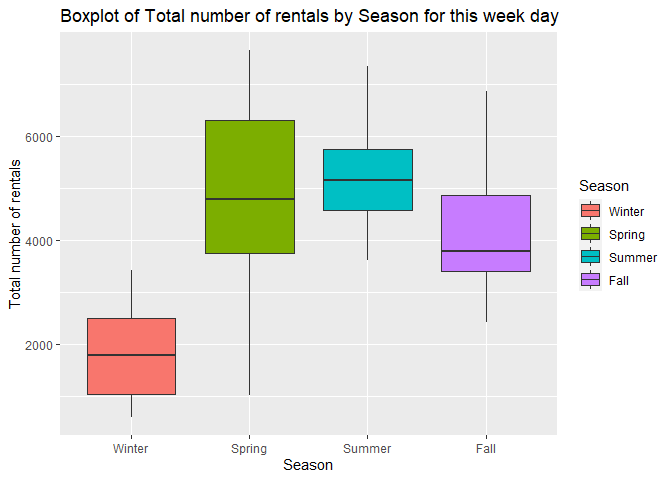 Boxplot of Total number of rentals by Season for this week day
Total number of rentals
6000
4000
2000
Winter
Spring
Summer
Fall
Season
Season
Winter
Spring
Summer
Fall